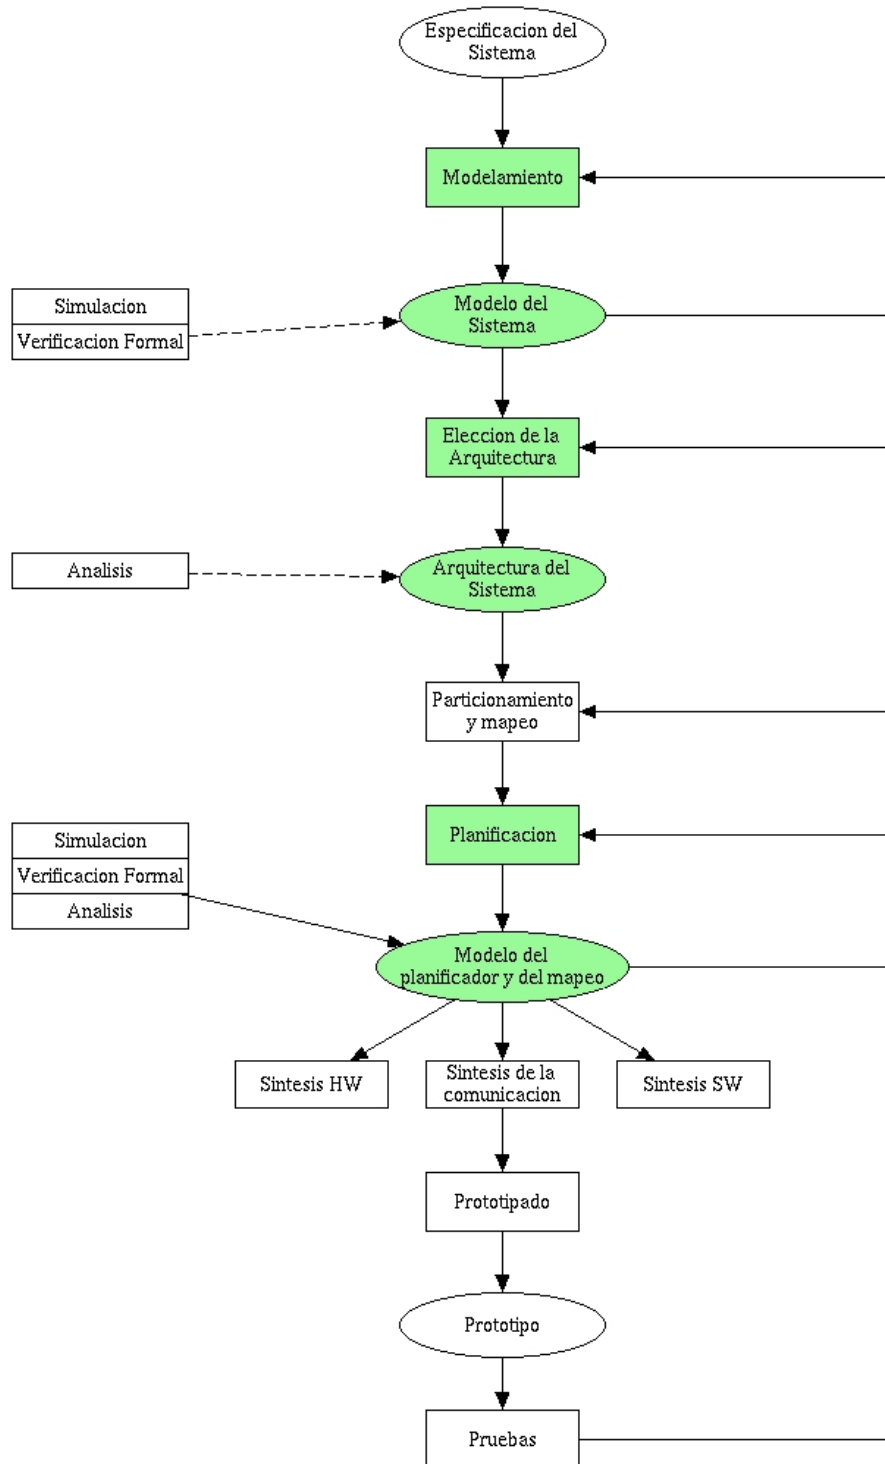 Especificacion del
Sistema
Modelamiento
Simulacion
Verificacion Formal
Modelo del
Sistema
Eleccion de la
Arquitectura
Analisis
Arquitectura del
Sistema
Particionamiento
y mapeo
Simulacion
Verificacion Formal
Analisis
Planificacion
Modelo del
planificador y del mapeo
Sintesis HW
Sintesis de la
comunicacion
Sintesis SW
Prototipado
Prototipo
Pruebas